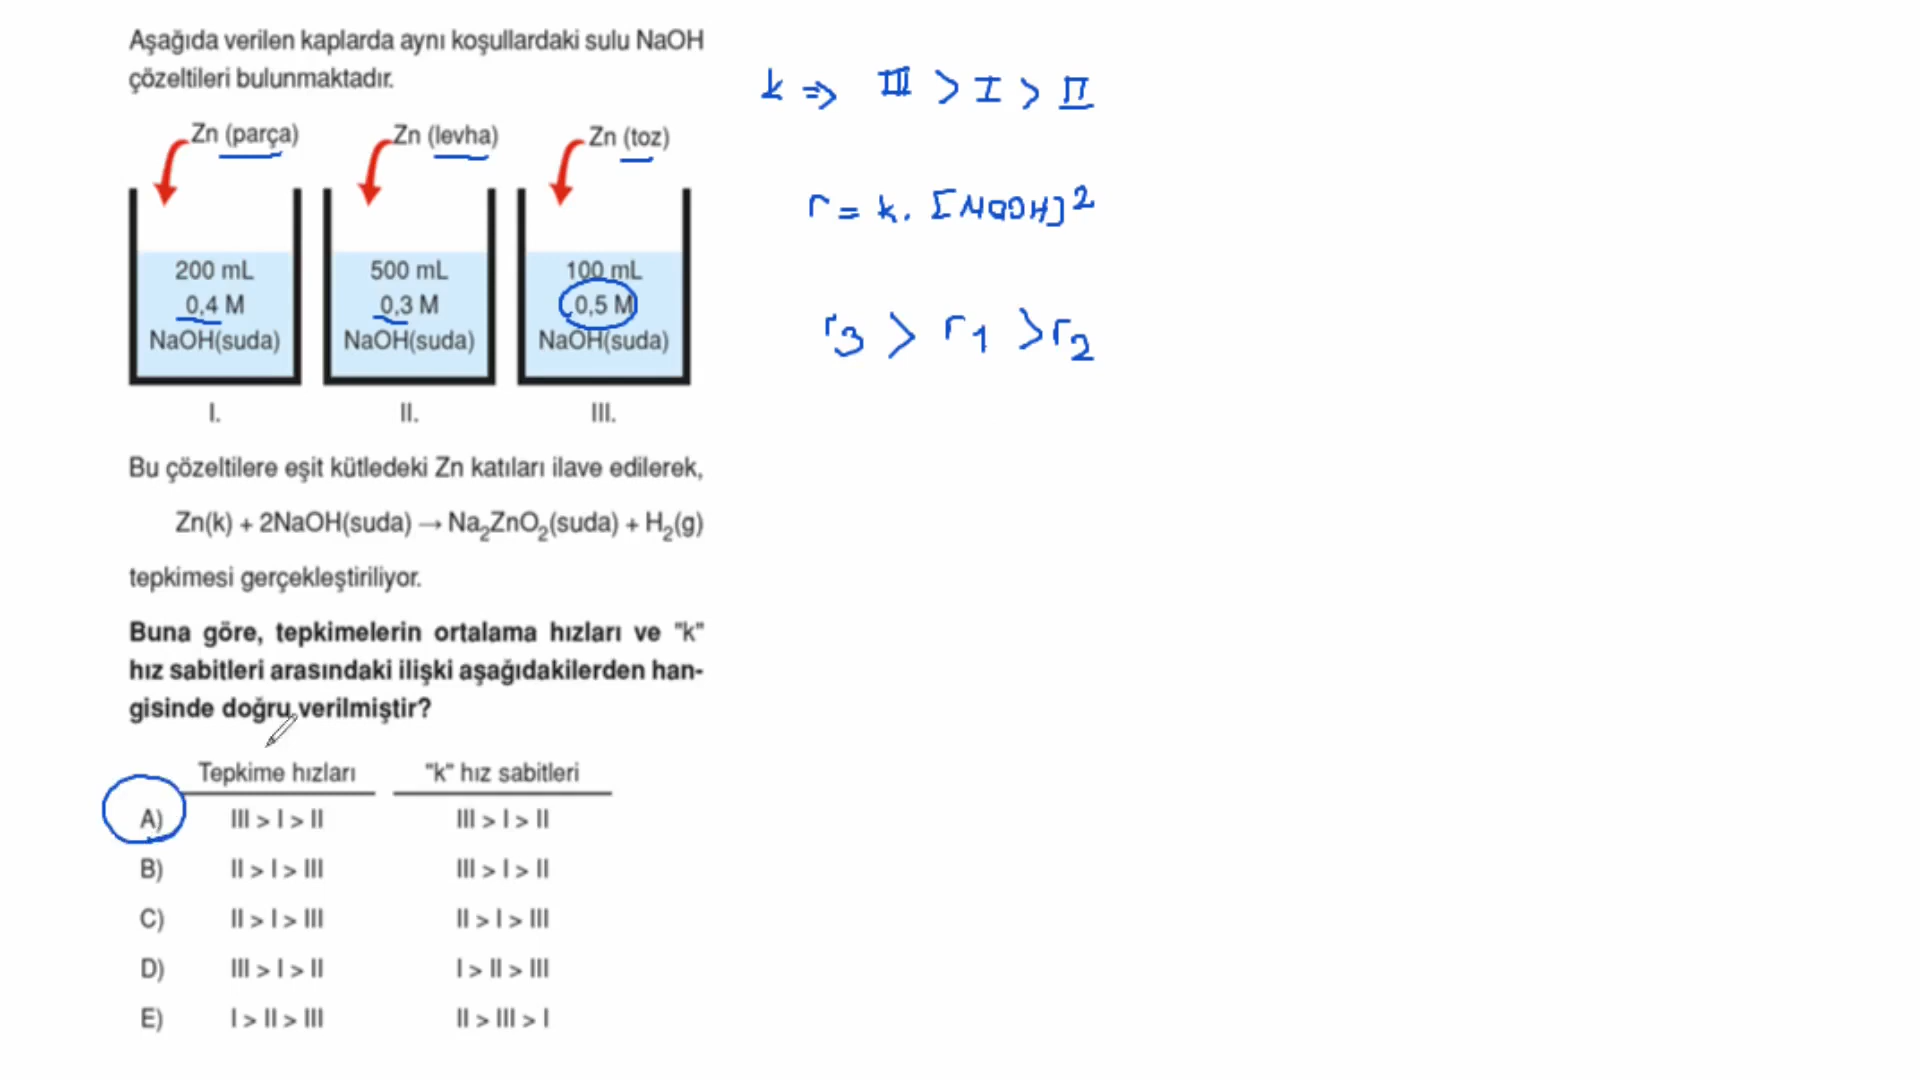 Aşağıda verilen kaplarda aynı koşullardaki sulu NaOH
çözeltileri bulunmaktadır.
Zn (parça)
Zn (levha)
Zn (toz)
200 mL
0,4 M
NaOH(suda)
500 mL
0,3 M
NaOH(suda)
100 mL
0,5 M
NaOH(suda)
I.
II.
III.
Bu çözeltilere eşit kütledeki Zn katıları ilave edilerek,
Zn(k) + 2NaOH(suda) → Na₂ZnO₂(suda) + H₂(g)
tepkimesi gerçekleştiriliyor.
Buna göre, tepkimelerin ortalama hızları ve "k"
hız sabitleri arasındaki ilişki aşağıdakilerden han-
gisinde doğru verilmiştir?
Tepkime hızları "k" hız sabitleri
A) III > I > II III > I > II
B) II > I > III III > I > II
C) II > I > III II > I > III
D) III > I > II I > II > III
E) I > II > III II > III > I
k ⇒ III > I > II
r = k. [NaOH]²
r₃ > r₁ > r₂